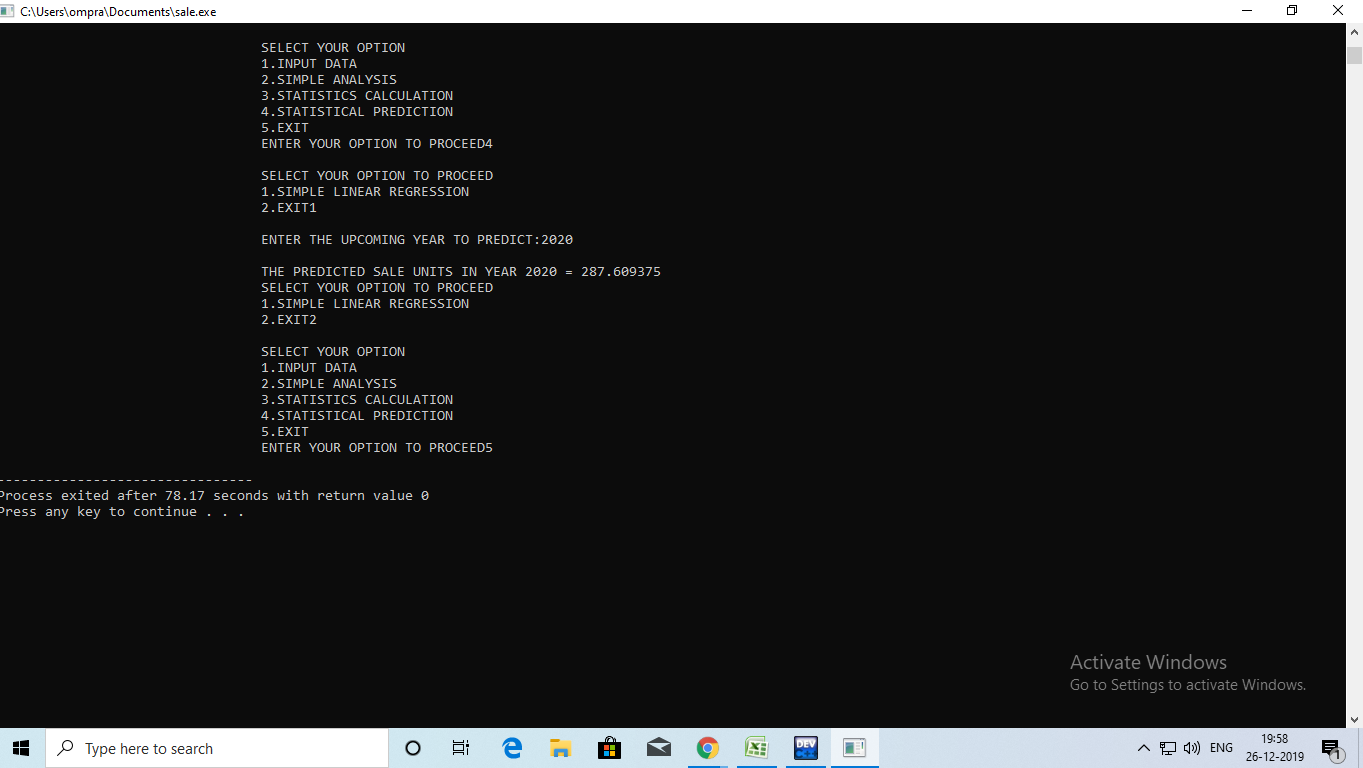 C:\Users\ompra\Documents\sale.exe
SELECT YOUR OPTION
1.INPUT DATA
2.SIMPLE ANALYSIS
3.STATISTICS CALCULATION
4.STATISTICAL PREDICTION
5.EXIT
ENTER YOUR OPTION TO PROCEED4
SELECT YOUR OPTION TO PROCEED
1.SIMPLE LINEAR REGRESSION
2.EXIT1
ENTER THE UPCOMING YEAR TO PREDICT:2020
THE PREDICTED SALE UNITS IN YEAR 2020 = 287.609375
SELECT YOUR OPTION TO PROCEED
1.SIMPLE LINEAR REGRESSION
2.EXIT2
SELECT YOUR OPTION
1.INPUT DATA
2.SIMPLE ANALYSIS
3.STATISTICS CALCULATION
4.STATISTICAL PREDICTION
5.EXIT
ENTER YOUR OPTION TO PROCEED5
--------------------------------
Process exited after 78.17 seconds with return value 0
Press any key to continue . . .
Activate Windows
Go to Settings to activate Windows.
Type here to search
DEV
C++
ENG
19:58
26-12-2019
1